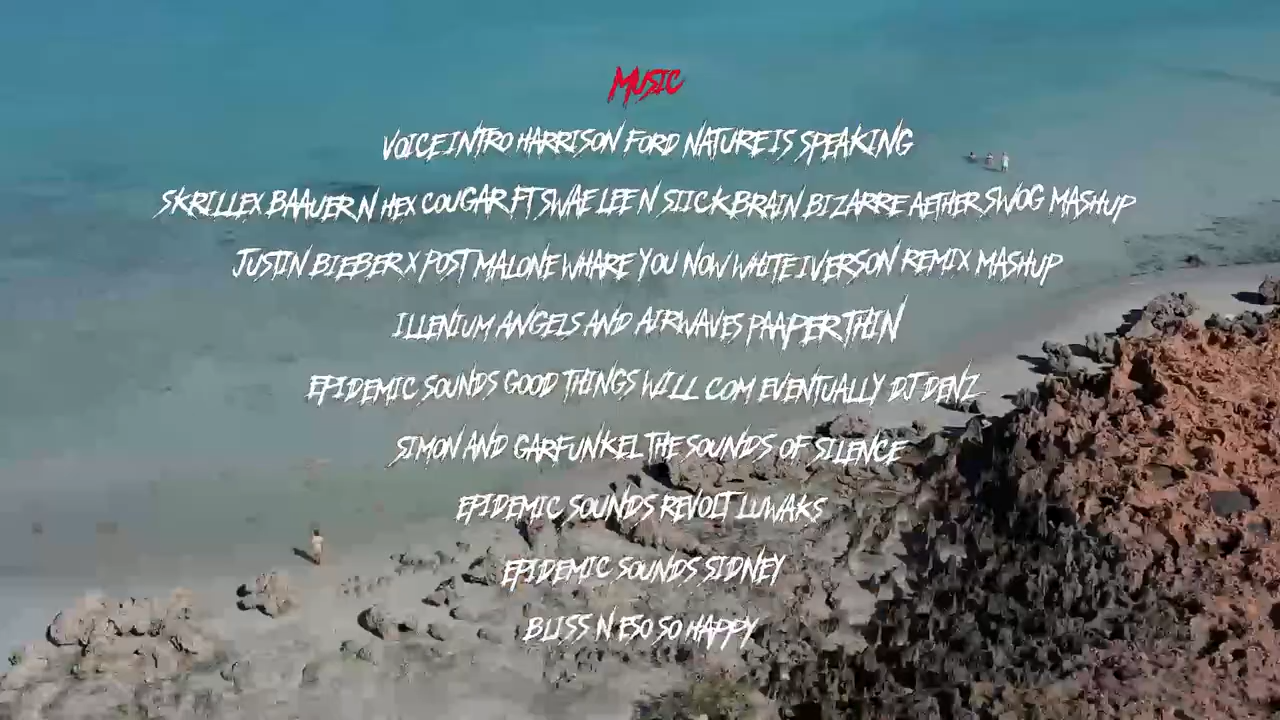 MUSIC
VOICE INTRO HARRISON FORD NATURE IS SPEAKING
SKRILLEX BAAUER N HEX COUGAR FT SWAE LEE N SIICKBRAIN BIZARRE AETHER SWOG MASHUP
JUSTIN BIEBER X POST MALONE WHARE YOU NOW WHITE IVERSON REMIX MASHUP
ILLENIUM ANGELS AND AIRWAVES PAAPER THIN
EPIDEMIC SOUNDS GOOD THINGS WILL COM EVENTUALLY DJ DENZ
SIMON AND GARFUNKEL THE SOUNDS OF SILENCE
EPIDEMIC SOUNDS REVOLT LUWAKS
EPIDEMIC SOUNDS SIDNEY
BLISS N ESO SO HAPPY